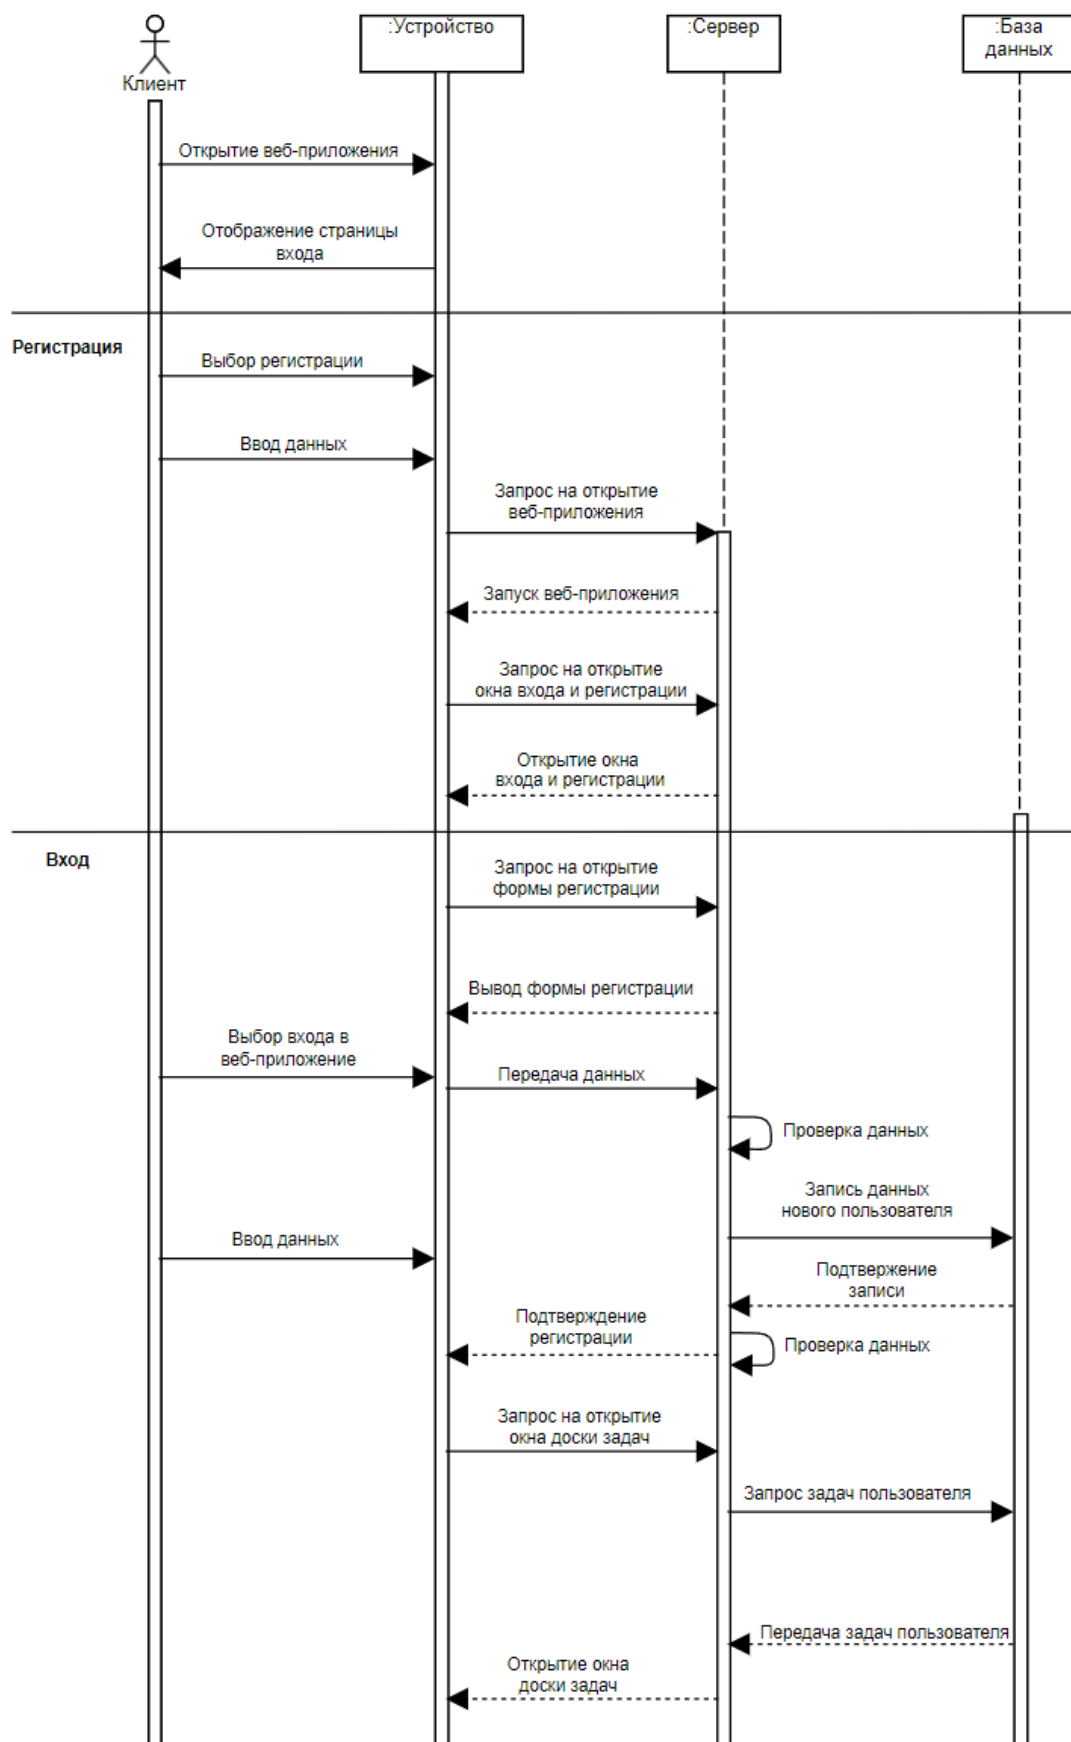 :Устройство
:Сервер
:База
данных
Клиент
Открытие веб-приложения
Отображение страницы
входа
Регистрация
Выбор регистрации
Ввод данных
Запрос на открытие
веб-приложения
Запуск веб-приложения
Запрос на открытие
окна входа и регистрации
Открытие окна
входа и регистрации
Вход
Запрос на открытие
формы регистрации
Вывод формы регистрации
Выбор входа в
веб-приложение
Передача данных
Проверка данных
Запись данных
нового пользователя
Ввод данных
Подтвержение
записи
Подтверждение
регистрации
Проверка данных
Запрос на открытие
окна доски задач
Запрос задач пользователя
Передача задач пользователя
Открытие окна
доски задач